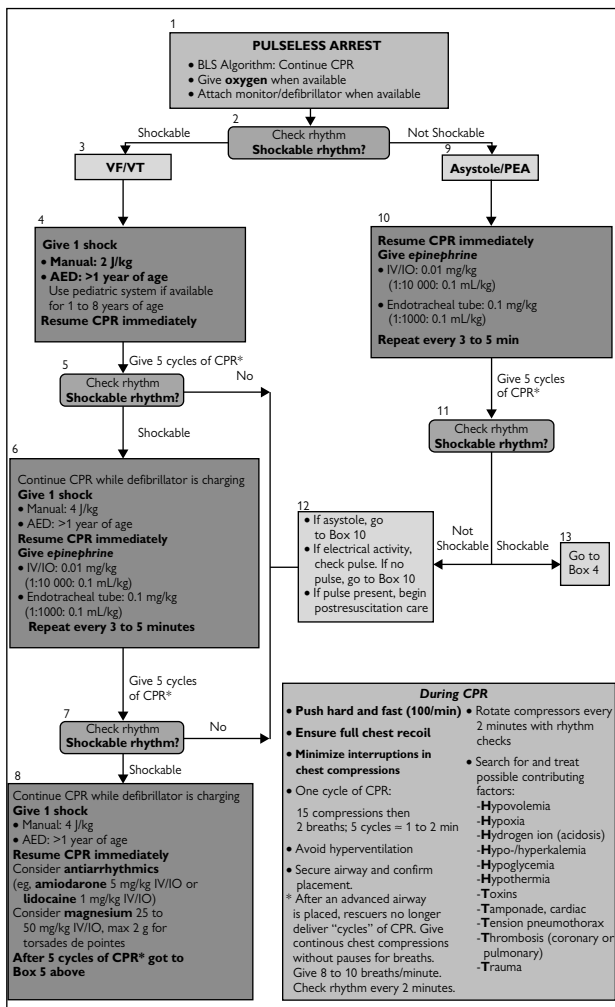 1
PULSELESS ARREST
• BLS Algorithm: Continue CPR
• Give oxygen when available
• Attach monitor/defibrillator when available
2
Shockable
Check rhythm
Shockable rhythm?
Not Shockable
3
VF/VT
9
Asystole/PEA
4
Give 1 shock
• Manual: 2 J/kg
• AED: >1 year of age
Use pediatric system if available
for 1 to 8 years of age
Resume CPR immediately
10
Resume CPR immediately
Give epinephrine
• IV/IO: 0.01 mg/kg
(1:10 000: 0.1 mL/kg)
• Endotracheal tube: 0.1 mg/kg
(1:1000: 0.1 mL/kg)
Repeat every 3 to 5 min
Give 5 cycles of CPR*
5
Check rhythm
Shockable rhythm?
No
Shockable
Give 5 cycles
of CPR*
11
Check rhythm
Shockable rhythm?
6
Continue CPR while defibrillator is charging
Give 1 shock
• Manual: 4 J/kg
• AED: >1 year of age
Resume CPR immediately
Give epinephrine
• IV/IO: 0.01 mg/kg
(1:10 000: 0.1 mL/kg)
• Endotracheal tube: 0.1 mg/kg
(1:1000: 0.1 mL/kg)
Repeat every 3 to 5 minutes
12
• If asystole, go
to Box 10
• If electrical activity,
check pulse. If no
pulse, go to Box 10
• If pulse present, begin
postresuscitation care
Not
Shockable
Shockable
13
Go to
Box 4
Give 5 cycles
of CPR*
7
Check rhythm
Shockable rhythm?
No
Shockable
8
Continue CPR while defibrillator is charging
Give 1 shock
• Manual: 4 J/kg
• AED: >1 year of age
Resume CPR immediately
Consider antiarrhythmics
(eg, amiodarone 5 mg/kg IV/IO or
lidocaine 1 mg/kg IV/IO)
Consider magnesium 25 to
50 mg/kg IV/IO, max 2 g for
torsades de pointes
After 5 cycles of CPR* got to
Box 5 above
During CPR
• Push hard and fast (100/min)
• Ensure full chest recoil
• Minimize interruptions in
chest compressions
• One cycle of CPR:
15 compressions then
2 breaths; 5 cycles = 1 to 2 min
• Avoid hyperventilation
• Secure airway and confirm
placement.
* After an advanced airway
is placed, rescuers no longer
deliver “cycles” of CPR. Give
continous chest compressions
without pauses for breaths.
Give 8 to 10 breaths/minute.
Check rhythm every 2 minutes.
• Rotate compressors every
2 minutes with rhythm
checks
• Search for and treat
possible contributing
factors:
-Hypovolemia
-Hypoxia
-Hydrogen ion (acidosis)
-Hypo-/hyperkalemia
-Hypoglycemia
-Hypothermia
-Toxins
-Tamponade, cardiac
-Tension pneumothorax
-Thrombosis (coronary or
pulmonary)
-Trauma